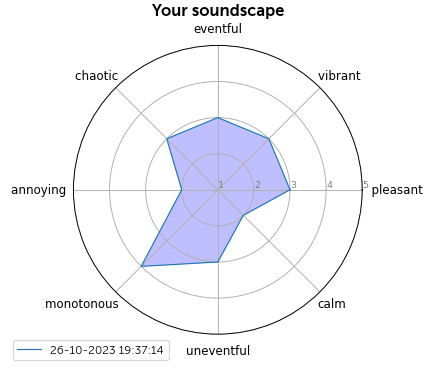 Your soundscape
eventful
chaotic
vibrant
annoying
1 2 3 4 5
pleasant
monotonous
calm
26-10-2023 19:37:14
uneventful